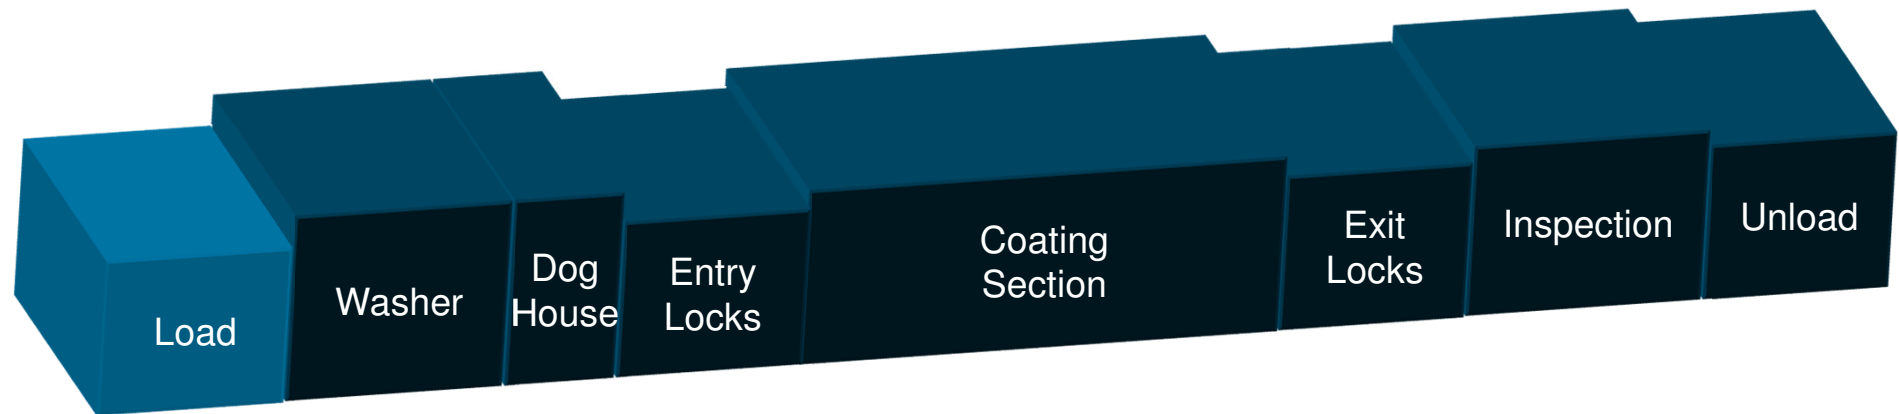 Load
Washer
Dog
House
Entry
Locks
Coating
Section
Exit
Locks
Inspection
Unload